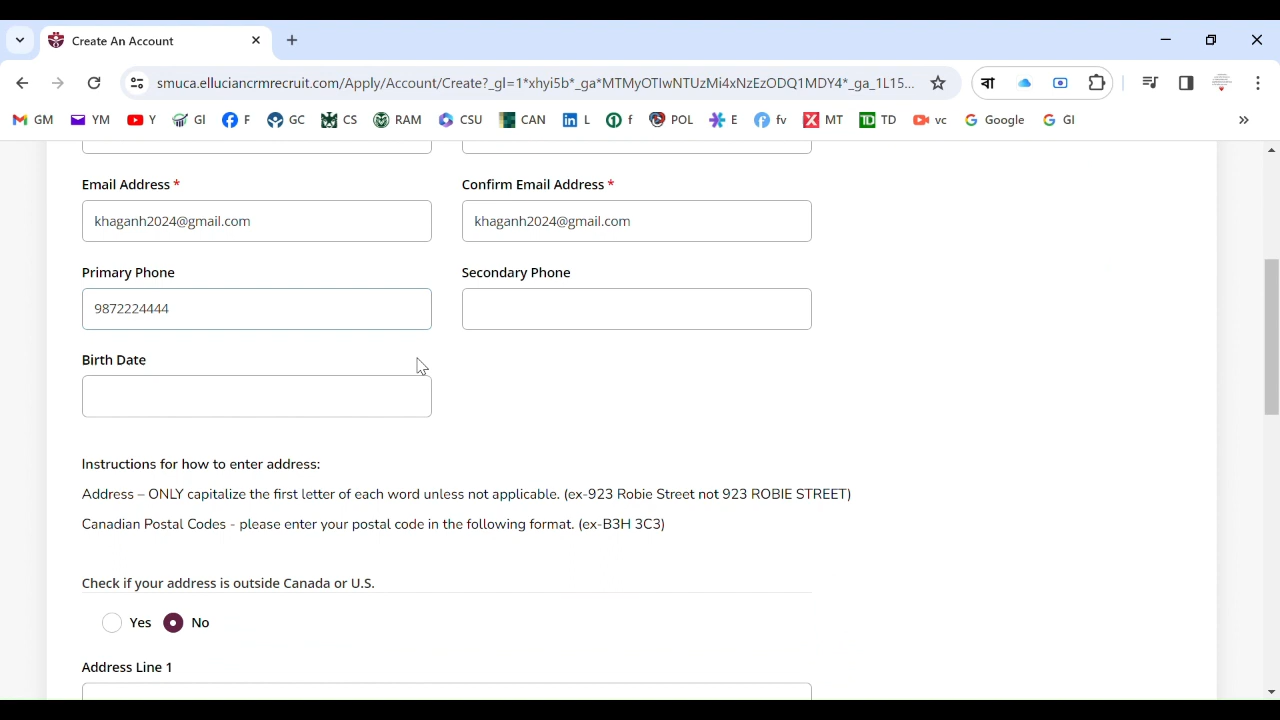 Create An Account
smuca.elluciancrmrecruit.com/Apply/Account/Create?_gl=1*xhyi5b*_ga*MTMyOTIwNTUzMi4xNzEzODQ1MDY4*_ga_1L15...
বা
GM YM Y GI F GC CS RAM CSU CAN L f POL E fv MT TD vc Google GI
Email Address * Confirm Email Address *
khaganh2024@gmail.com khaganh2024@gmail.com
Primary Phone Secondary Phone
9872224444
Birth Date
Instructions for how to enter address:
Address – ONLY capitalize the first letter of each word unless not applicable. (ex-923 Robie Street not 923 ROBIE STREET)
Canadian Postal Codes - please enter your postal code in the following format. (ex-B3H 3C3)
Check if your address is outside Canada or U.S.
Yes No
Address Line 1